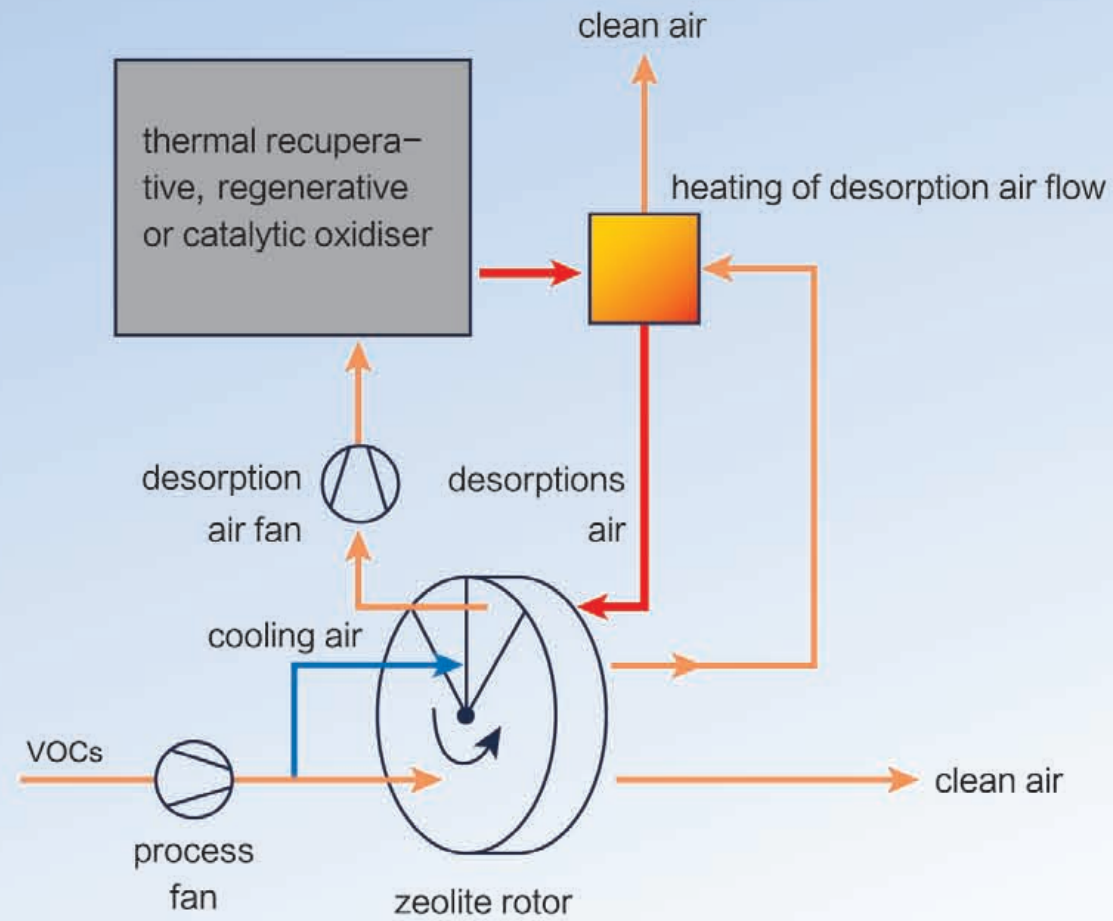 clean air
thermal recupera-
tive, regenerative
or catalytic oxidiser
heating of desorption air flow
desorption
air fan
desorptions
air
cooling air
VOCs
process
fan
zeolite rotor
clean air